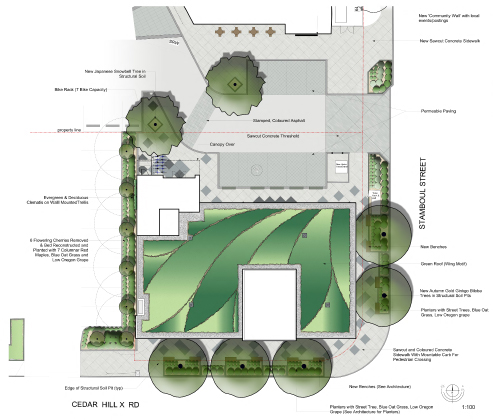 New 'Community Wall' with local
events/postings
New Sawcut Concrete Sidewalk
New Japanese Snowball Tree in
Structural Soil
Bike Rack (7 Bike Capacity)
Permeable Paving
Stamped, Coloured Asphalt
property line
Sawcut Concrete Threshold
Canopy Over
STAMBOUL STREET
Evergreen & Deciduous
Clematis on Wall Mounted Trellis
8 Flowering Cherries Removed
& Bed Reconstructed and
Planted with 7 Columnar Red
Maples, Blue Oat Grass and
Low Oregon Grape
New Benches
Green Roof (Wing Motif)
New Autumn Gold Ginkgo Biloba
Trees in Structural Soil Pits
Planters with Street Trees, Blue Oat
Grass, Low Oregon grape
Sawcut and Coloured Concrete
Sidewalk With Mountable Curb For
Pedestrian Crossing
Edge of Structural Soil Pit (typ)
New Benches (See Architecture)
CEDAR HILL X RD
Planters with Street Tree, Blue Oat Grass, Low Oregon
Grape (See Architecture for Planters)
1:100